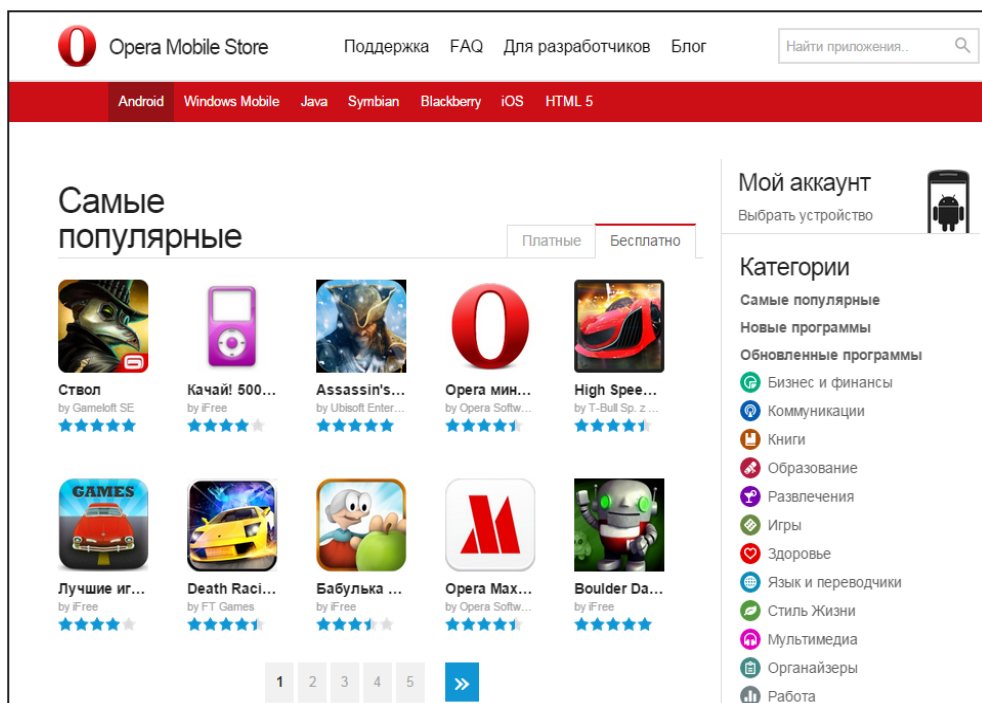 Opera Mobile Store
Поддержка FAQ Для разработчиков Блог
Найти приложения..
Android Windows Mobile Java Symbian Blackberry iOS HTML 5
Самые
популярные
Платные Бесплатно
Ствол Качай! 500... Assassin's... Opera мин... High Spee...
by Gameloft SE by iFree by Ubisoft Enter... by Opera Softw... by T-Bull Sp. z ...
GAMES
Лучшие иг... Death Raci... Бабулька ... Opera Max... Boulder Da...
by iFree by FT Games by iFree by Opera Softw... by iFree
1 2 3 4 5 »
Мой аккаунт
Выбрать устройство
Категории
Самые популярные
Новые программы
Обновленные программы
Бизнес и финансы
Коммуникации
Книги
Образование
Развлечения
Игры
Здоровье
Язык и переводчики
Стиль Жизни
Мультимедиа
Органайзеры
Работа